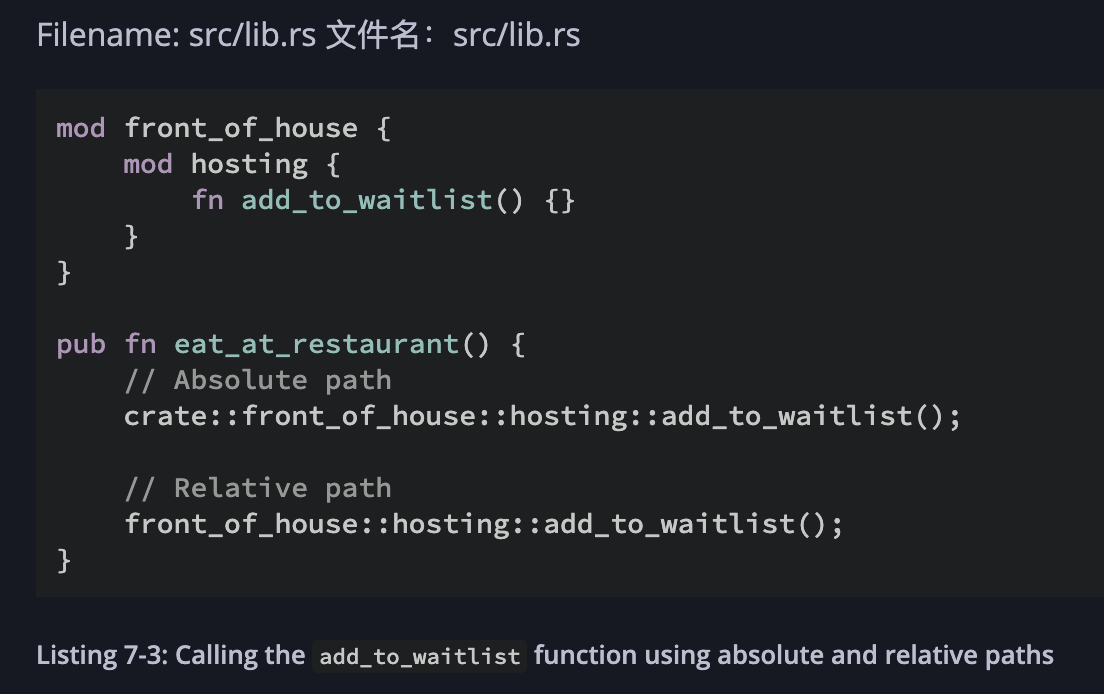 Filename: src/lib.rs 文件名：src/lib.rs
mod front_of_house {
    mod hosting {
        fn add_to_waitlist() {}
    }
}

pub fn eat_at_restaurant() {
    // Absolute path
    crate::front_of_house::hosting::add_to_waitlist();

    // Relative path
    front_of_house::hosting::add_to_waitlist();
}
Listing 7-3: Calling the add_to_waitlist function using absolute and relative paths